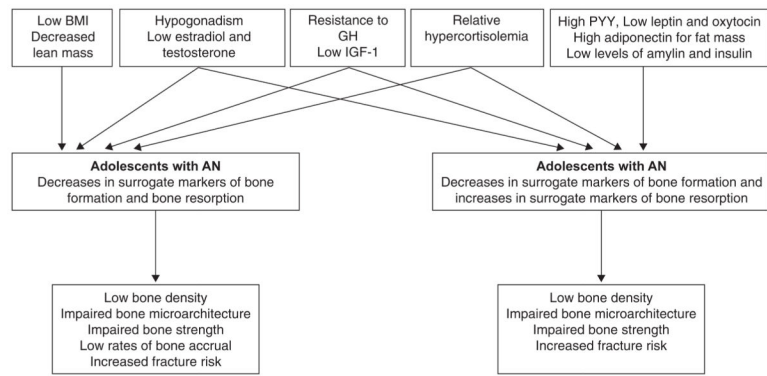 Low BMI
Decreased
lean mass
Hypogonadism
Low estradiol and
testosterone
Resistance to
GH
Low IGF-1
Relative
hypercortisolemia
High PYY, Low leptin and oxytocin
High adiponectin for fat mass
Low levels of amylin and insulin
Adolescents with AN
Decreases in surrogate markers of bone
formation and bone resorption
Adolescents with AN
Decreases in surrogate markers of bone formation and
increases in surrogate markers of bone resorption
Low bone density
Impaired bone microarchitecture
Impaired bone strength
Low rates of bone accrual
Increased fracture risk
Low bone density
Impaired bone microarchitecture
Impaired bone strength
Increased fracture risk